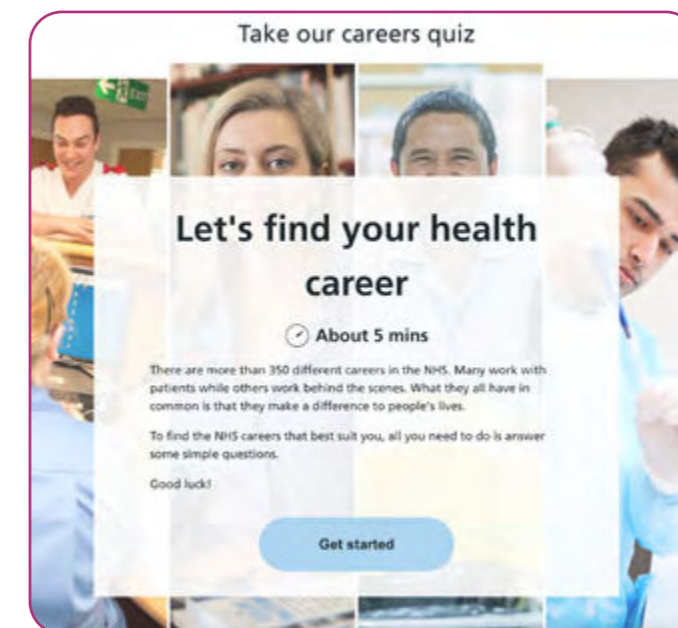 Take our careers quiz
Let's find your health
career
About 5 mins
There are more than 350 different careers in the NHS. Many work with
patients while others work behind the scenes. What they all have in
common is that they make a difference to people's lives.
To find the NHS careers that best suit you, all you need to do is answer
some simple questions.
Good luck!
Get started